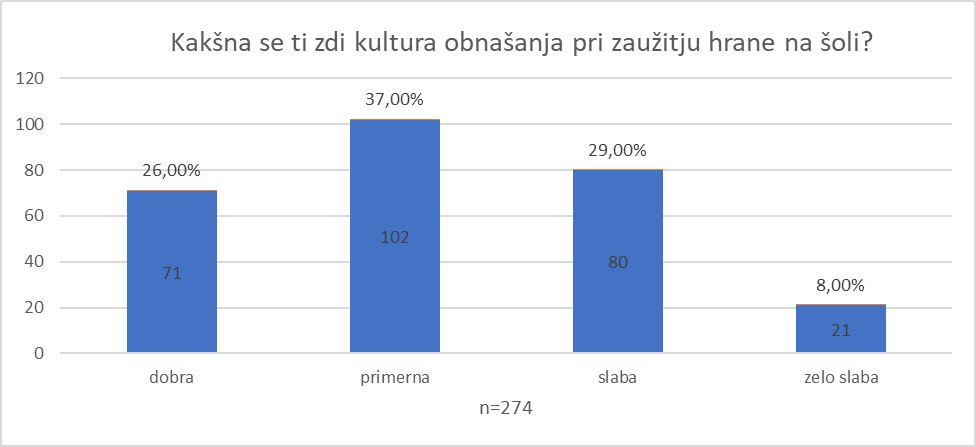 Kakšna se ti zdi kultura obnašanja pri zaužitju hrane na šoli?
120
100
80
60
40
20
0
26,00%
37,00%
29,00%
8,00%
71
102
80
21
dobra
primerna
slaba
zelo slaba
n=274